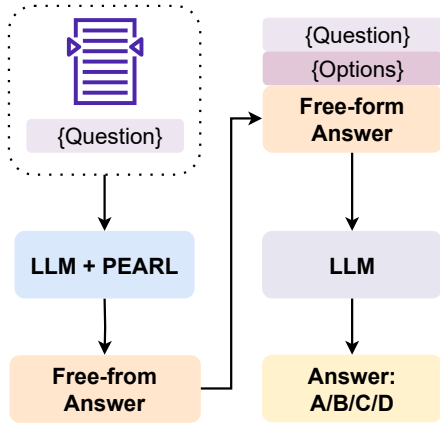 {Question}
LLM + PEARL
Free-from
Answer
{Question}
{Options}
Free-form
Answer
LLM
Answer:
A/B/C/D